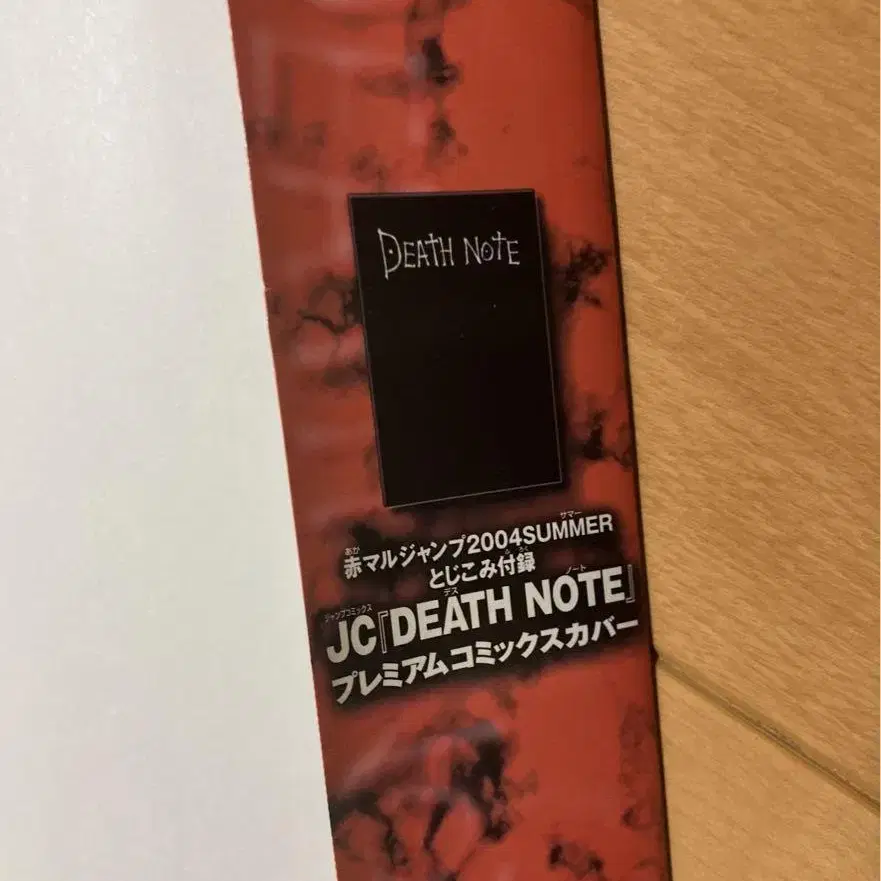 DEATH NOTE
赤マルジャンプ2004SUMMER
とじこみ付録
JC『DEATH NOTE』
プレミアムコミックスカバー